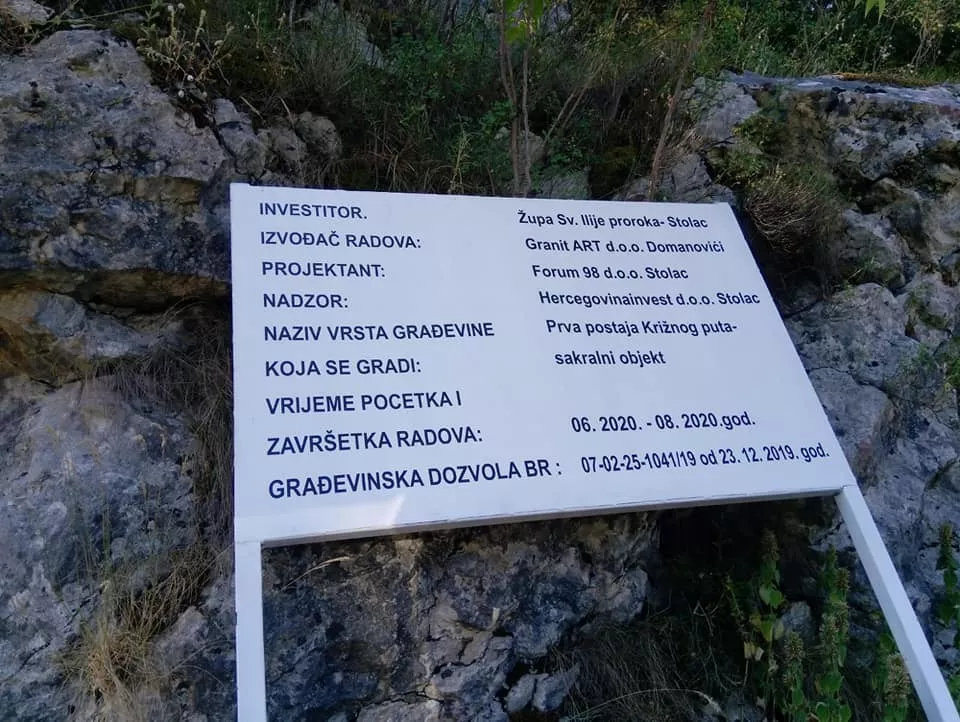 INVESTITOR. Župa Sv. Ilije proroka- Stolac
IZVOĐAČ RADOVA: Granit ART d.o.o. Domanovići
PROJEKTANT: Forum 98 d.o.o. Stolac
NADZOR: Hercegovinainvest d.o.o. Stolac
NAZIV VRSTA GRAĐEVINE Prva postaja Križnog puta-
KOJA SE GRADI: sakralni objekt
VRIJEME POCETKA I
ZAVRŠETKA RADOVA: 06. 2020. - 08. 2020.god.
GRAĐEVINSKA DOZVOLA BR : 07-02-25-1041/19 od 23. 12. 2019. god.